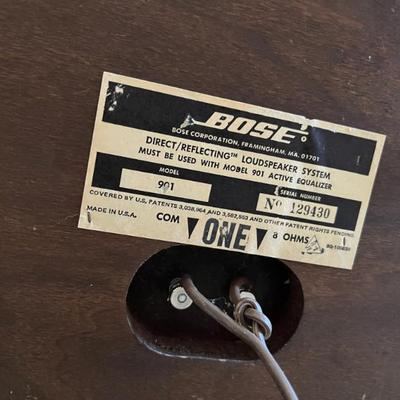 BOSE
BOSE CORPORATION, FRAMINGHAM, MA. 01701
DIRECT/REFLECTING™ LOUDSPEAKER SYSTEM
MUST BE USED WITH MODEL 901 ACTIVE EQUALIZER
MODEL
901
SERIAL NUMBER
No 129430
COVERED BY U.S. PATENTS 3,038,964 AND 3,582,553 AND OTHER PATENT RIGHTS PENDING.
MADE IN U.S.A.
COM
ONE
8 OHMS